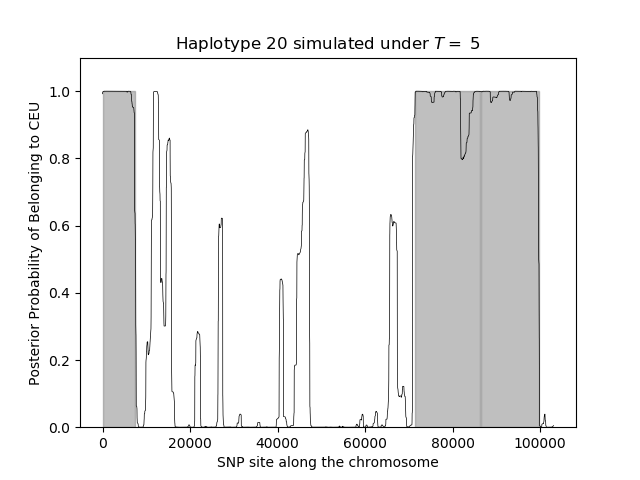 Haplotype 20 simulated under T = 5
Posterior Probability of Belonging to CEU
1.0
0.8
0.6
0.4
0.2
0.0
0 20000 40000 60000 80000 100000
SNP site along the chromosome